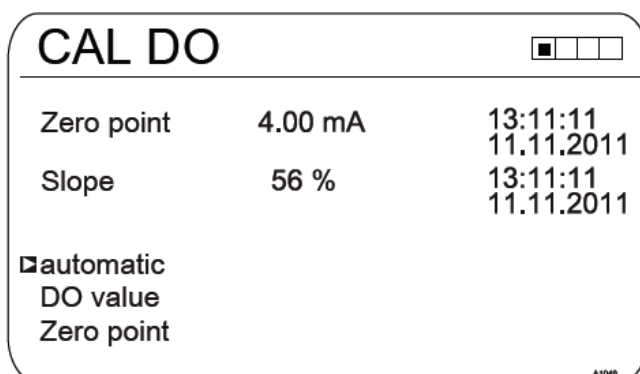 CAL DO
Zero point 4.00 mA 13:11:11
11.11.2011
Slope 56 % 13:11:11
11.11.2011
automatic
DO value
Zero point
A1049